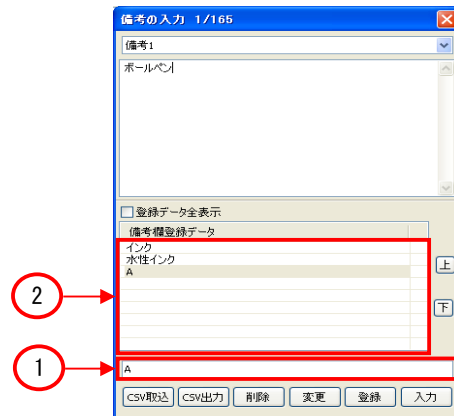 備考の入力 1/165
備考1
ボールペン
登録データ全表示
備考欄登録データ
インク
水性インク
A
上
下
2
1
A
CSV取込 CSV出力 削除 変更 登録 入力